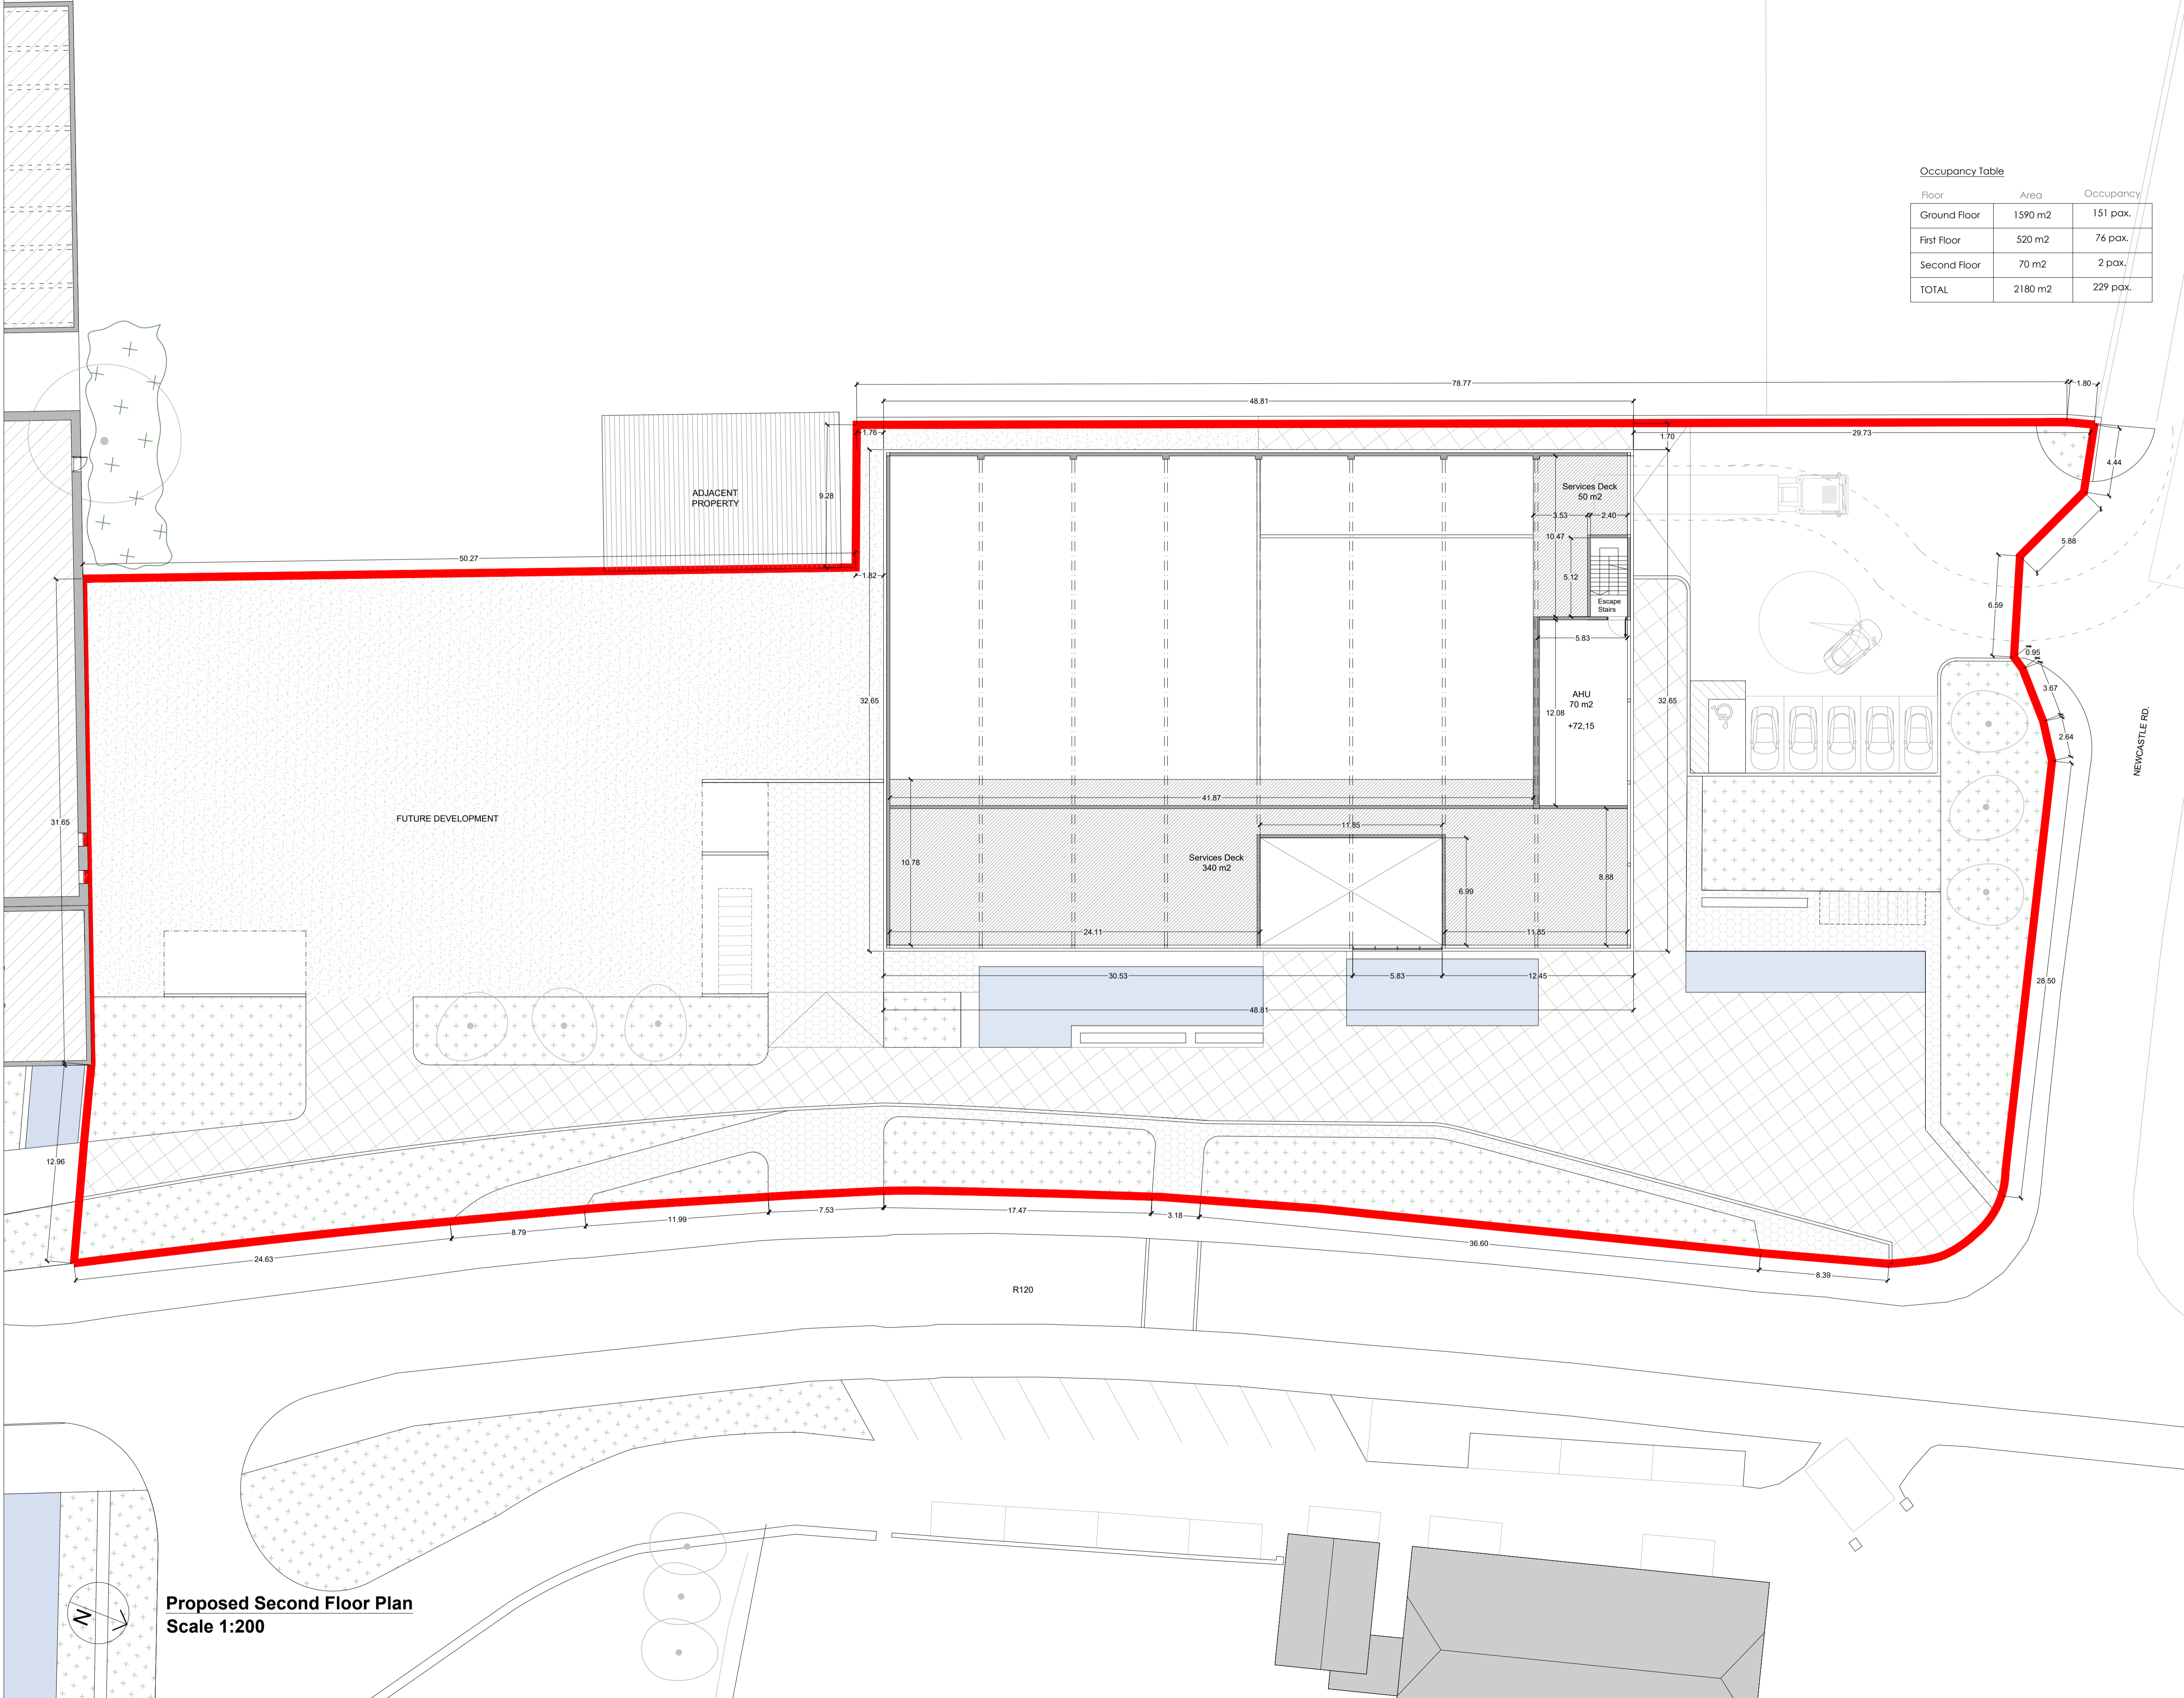 Occupancy Table
Floor Area Occupancy
Ground Floor 1590 m2 151 pax.
First Floor 520 m2 76 pax.
Second Floor 70 m2 2 pax.
TOTAL 2180 m2 229 pax.
78.77
1.80
48.81
1.76
1.70
29.73
4.44
ADJACENT
PROPERTY
9.28
Services Deck
50 m2
3.53
2.40
10.47
5.88
50.27
1.82
5.12
Escape
Stairs
6.59
5.83
0.95
3.67
32.65
AHU
70 m2
+72,15
12.08
32.65
2.64
NEWCASTLE RD.
41.87
31.65
FUTURE DEVELOPMENT
11.85
10.78
Services Deck
340 m2
6.99
8.88
24.11
11.85
30.53
5.83
12.45
28.50
48.81
12.96
24.63
8.79
11.99
7.53
17.47
3.18
36.60
8.39
R120
N
Proposed Second Floor Plan
Scale 1:200